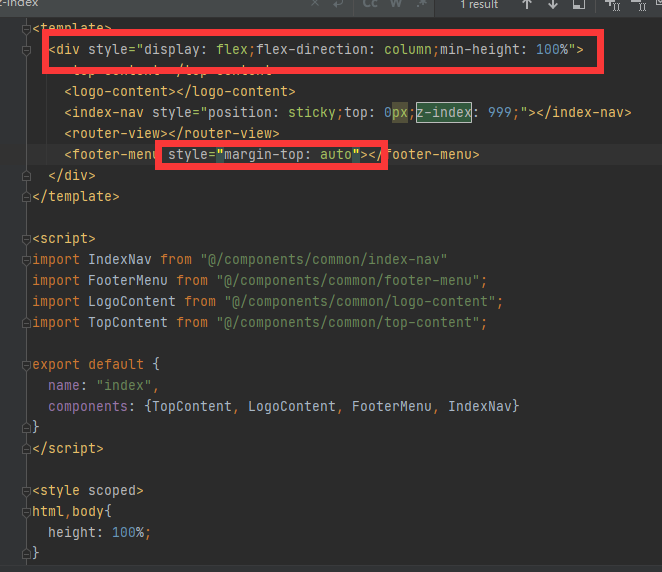 z-index Cc W .* 1 result
<template>
<div style="display: flex;flex-direction: column;min-height: 100%">
<top-content></top-content>
<logo-content></logo-content>
<index-nav style="position: sticky;top: 0px;z-index: 999;"></index-nav>
<router-view></router-view>
<footer-menu style="margin-top: auto"></footer-menu>
</div>
</template>
<script>
import IndexNav from "@/components/common/index-nav"
import FooterMenu from "@/components/common/footer-menu";
import LogoContent from "@/components/common/logo-content";
import TopContent from "@/components/common/top-content";
export default {
name: "index",
components: {TopContent, LogoContent, FooterMenu, IndexNav}
}
</script>
<style scoped>
html,body{
height: 100%;
}